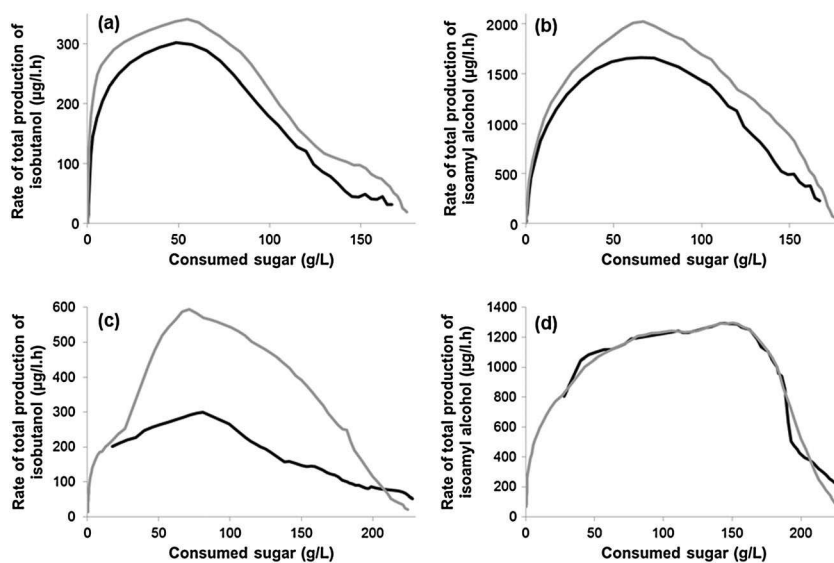 (a)
Rate of total production of
isobutanol (µg/l.h)
300
200
100
0
0 50 100 150
Consumed sugar (g/L)
(b)
Rate of total production of
isoamyl alcohol (µg/l.h)
2000
1500
1000
500
0
0 50 100 150
Consumed sugar (g/L)
(c)
Rate of total production of
isobutanol (µg/l.h)
600
500
400
300
200
100
0
0 50 100 150 200
Consumed sugar (g/L)
(d)
Rate of total production of
isoamyl alcohol (µg/l.h)
1400
1200
1000
800
600
400
200
0
0 50 100 150 200
Consumed sugar (g/L)